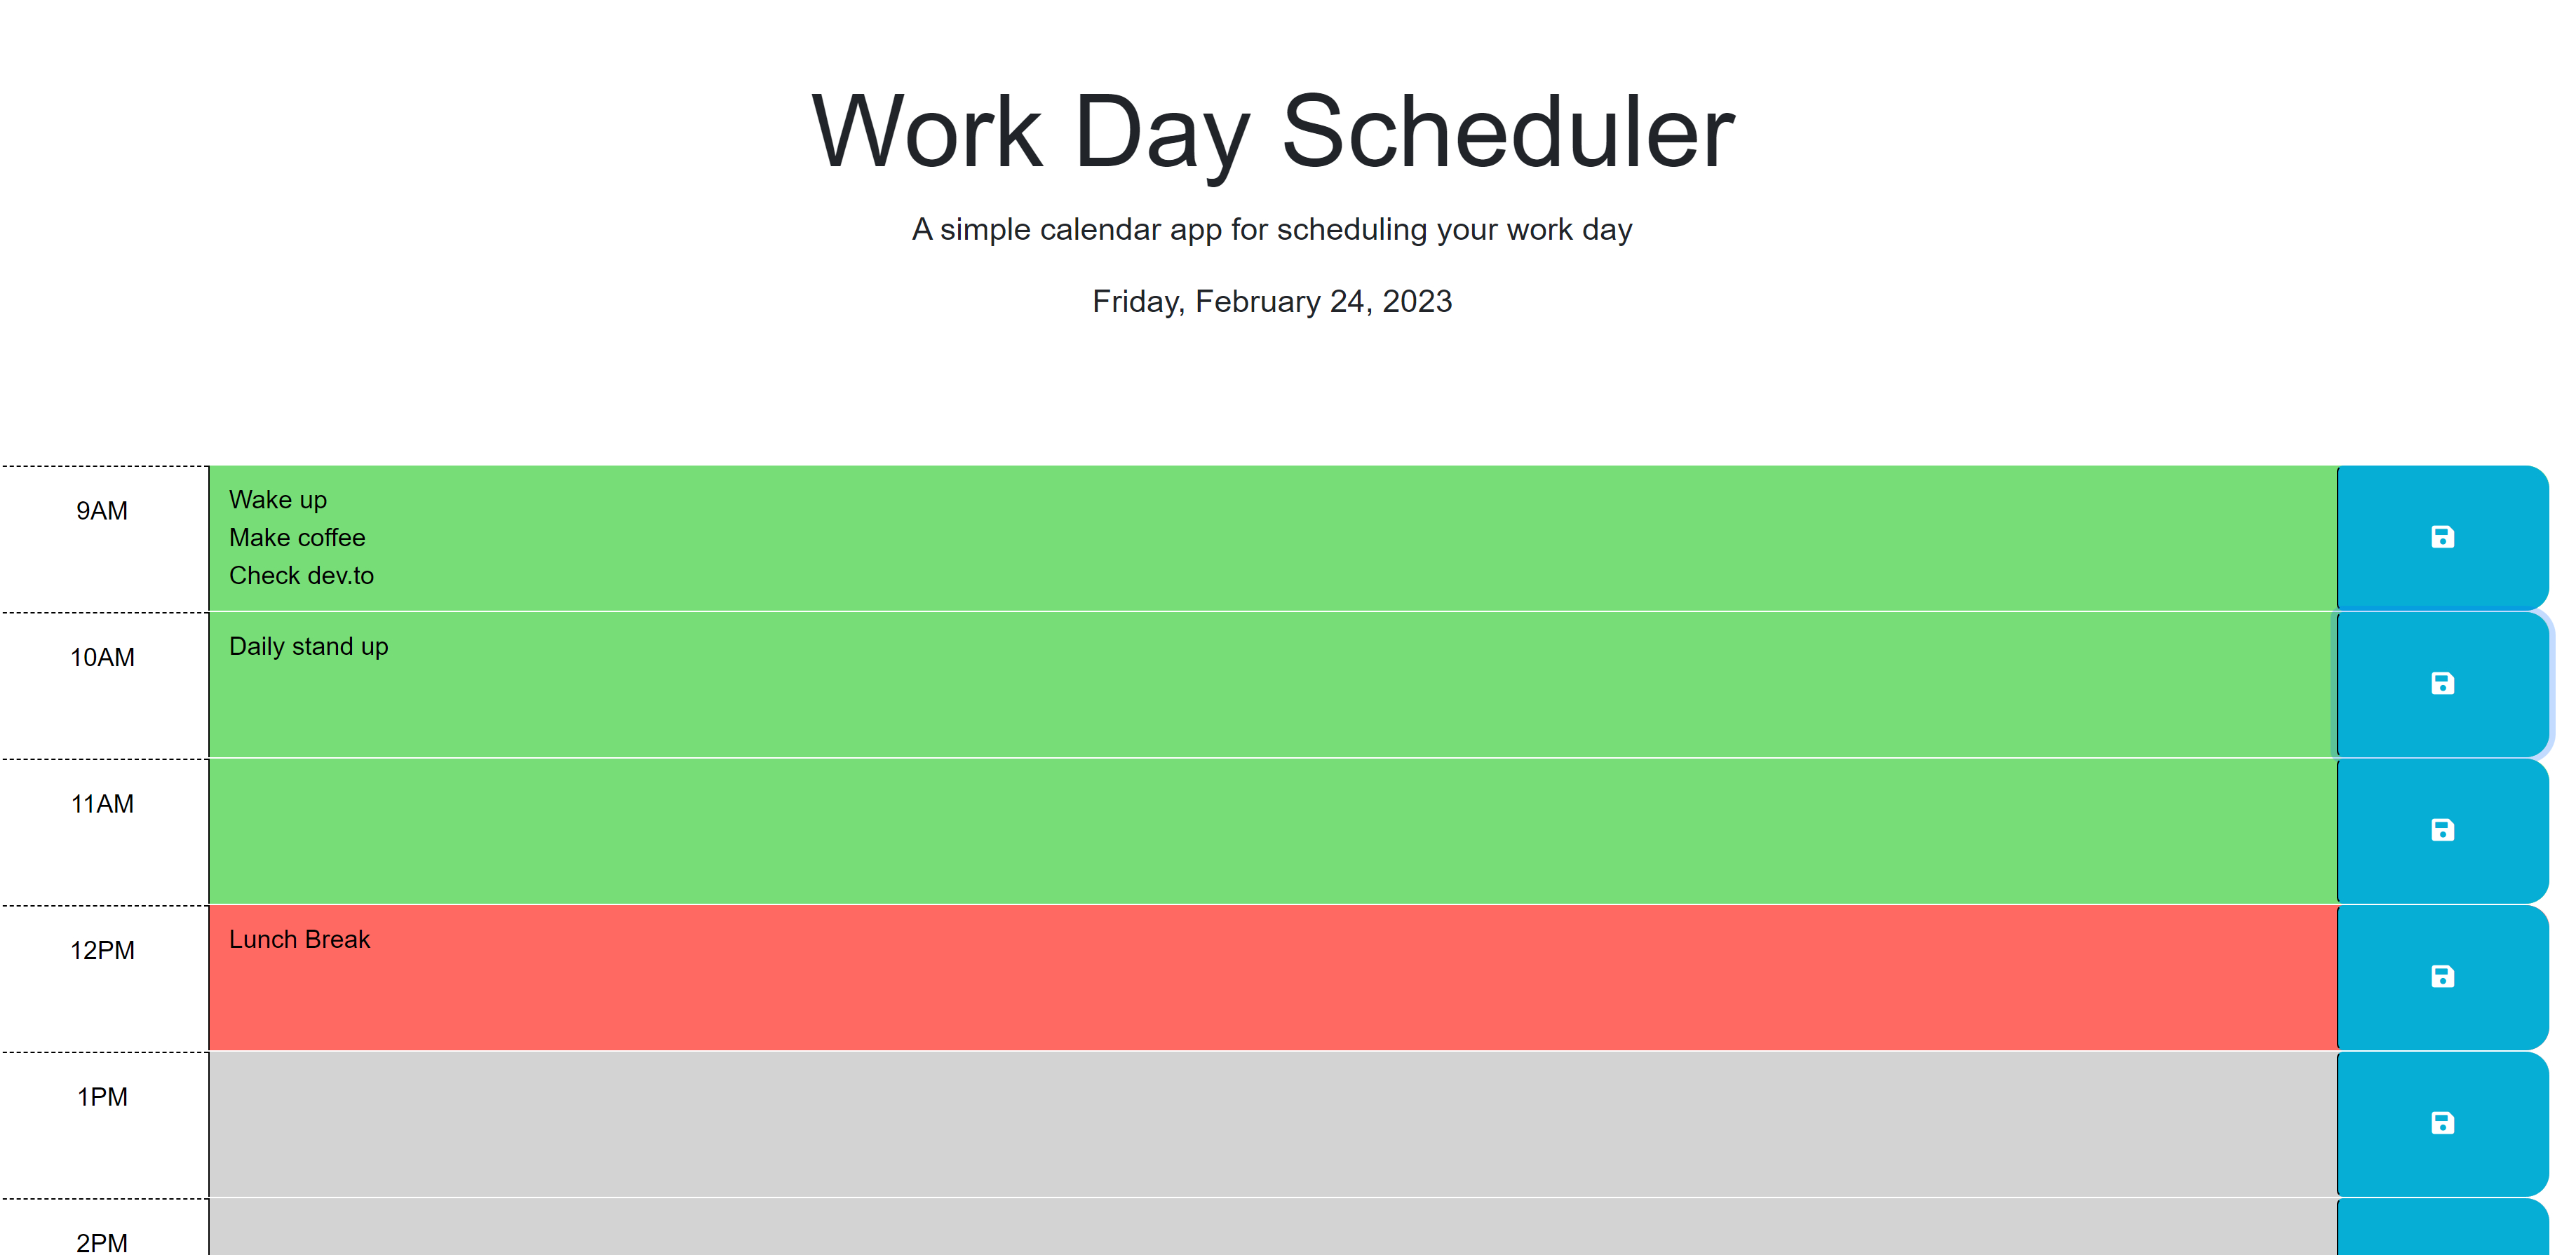 Work Day Scheduler
A simple calendar app for scheduling your work day
Friday, February 24, 2023
9AM
Wake up
Make coffee
Check dev.to
10AM
Daily stand up
11AM
12PM
Lunch Break
1PM
2PM